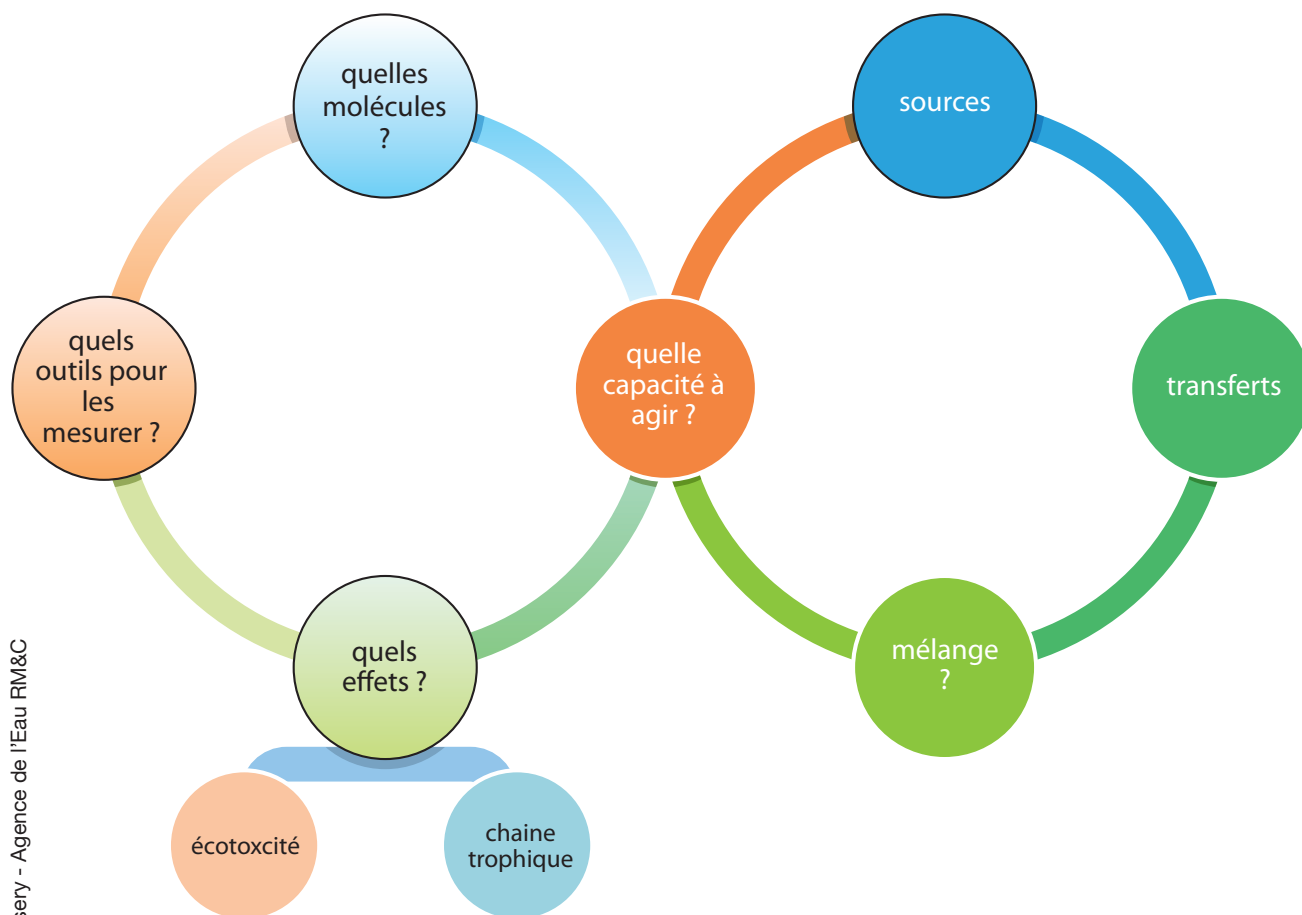 quelles
molécules
?
sources
quels
outils pour
les
mesurer ?
quelle
capacité à
agir ?
transferts
quels
effets ?
mélange
?
écotoxcité
chaine
trophique
- Agence de l'Eau RM&C